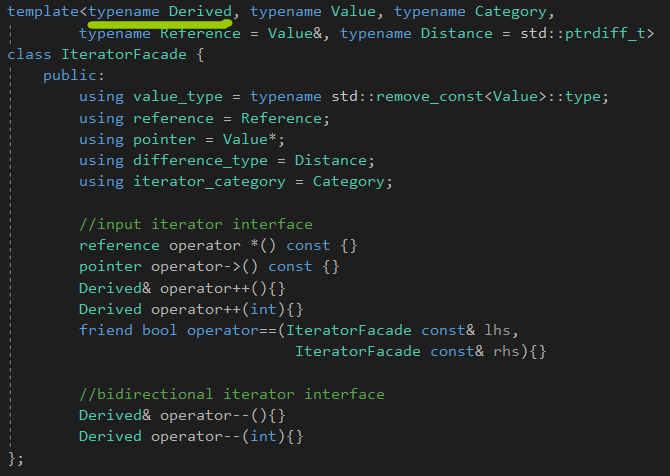 template<typename Derived, typename Value, typename Category,
typename Reference = Value&, typename Distance = std::ptrdiff_t>
class IteratorFacade {
public:
using value_type = typename std::remove_const<Value>::type;
using reference = Reference;
using pointer = Value*;
using difference_type = Distance;
using iterator_category = Category;
//input iterator interface
reference operator *() const {}
pointer operator->() const {}
Derived& operator++(){}
Derived operator++(int){}
friend bool operator==(IteratorFacade const& lhs,
IteratorFacade const& rhs){}
//bidirectional iterator interface
Derived& operator--(){}
Derived operator--(int){}
};